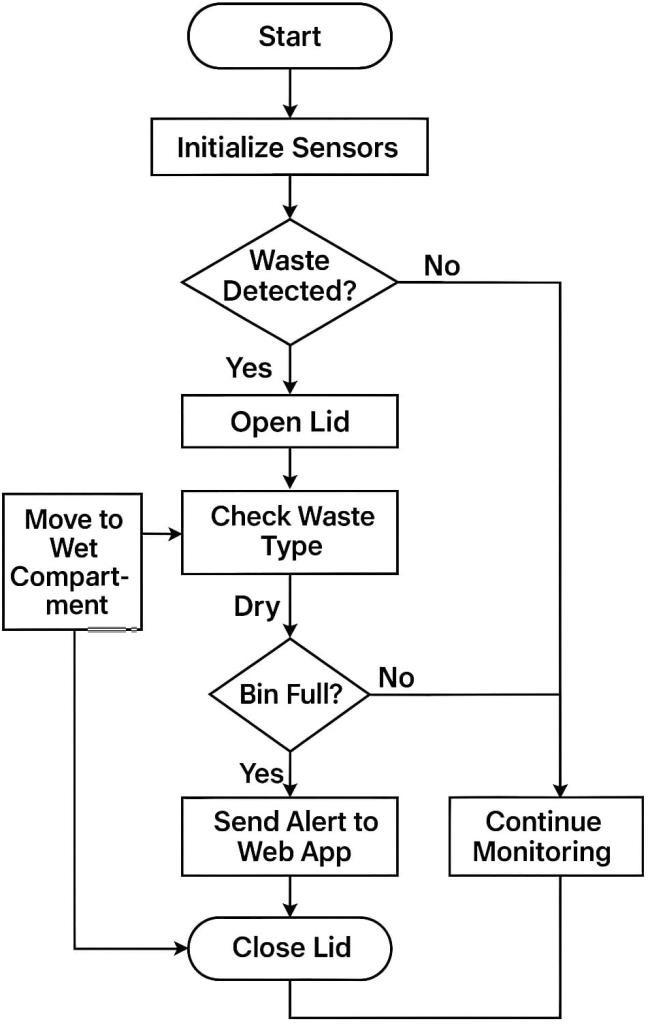 Start
Initialize Sensors
Waste
Detected?
No
Yes
Open Lid
Move to
Wet
Compart-
ment
Check Waste
Type
Dry
Bin Full?
No
Yes
Send Alert to
Web App
Continue
Monitoring
Close Lid